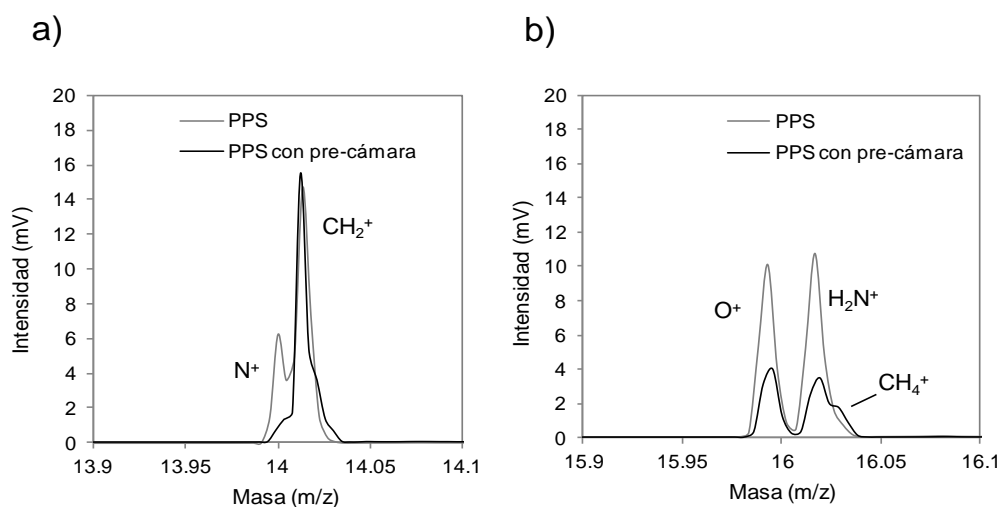 a)
20
18
16
14
12
10
8
6
4
2
0
Intensidad (mV)
PPS
PPS con pre-cámara
CH₂⁺
N⁺
13.9
13.95
14
14.05
14.1
Masa (m/z)
b)
20
18
16
14
12
10
8
6
4
2
0
Intensidad (mV)
PPS
PPS con pre-cámara
O⁺
H₂N⁺
CH₄⁺
15.9
15.95
16
16.05
16.1
Masa (m/z)